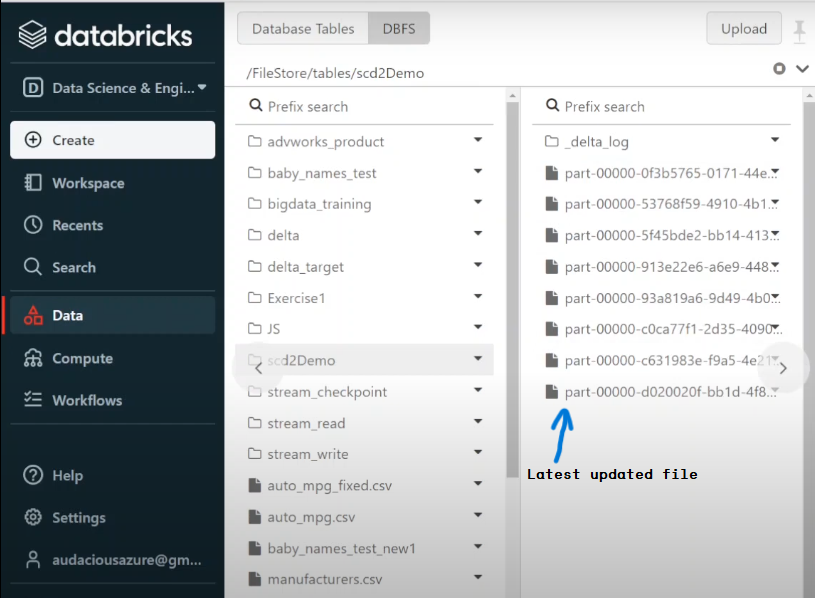 databricks
Database Tables
DBFS
Upload
/FileStore/tables/scd2Demo
D Data Science & Engi...
Create
Workspace
Recents
Search
Data
Compute
Workflows
Help
Settings
audaciousazure@gm...
Prefix search
advworks_product
baby_names_test
bigdata_training
delta
delta_target
Exercise1
JS
scd2Demo
stream_checkpoint
stream_read
stream_write
auto_mpg_fixed.csv
auto_mpg.csv
baby_names_test_new1
manufacturers.csv
Prefix search
_delta_log
part-00000-0f3b5765-0171-44e...
part-00000-53768f59-4910-4b1...
part-00000-5f45bde2-bb14-413...
part-00000-913e22e6-a6e9-448...
part-00000-93a819a6-9d49-4b0...
part-00000-c0ca77f1-2d35-4090...
part-00000-c631983e-f9a5-4e21...
part-00000-d020020f-bb1d-4f8...
Latest updated file